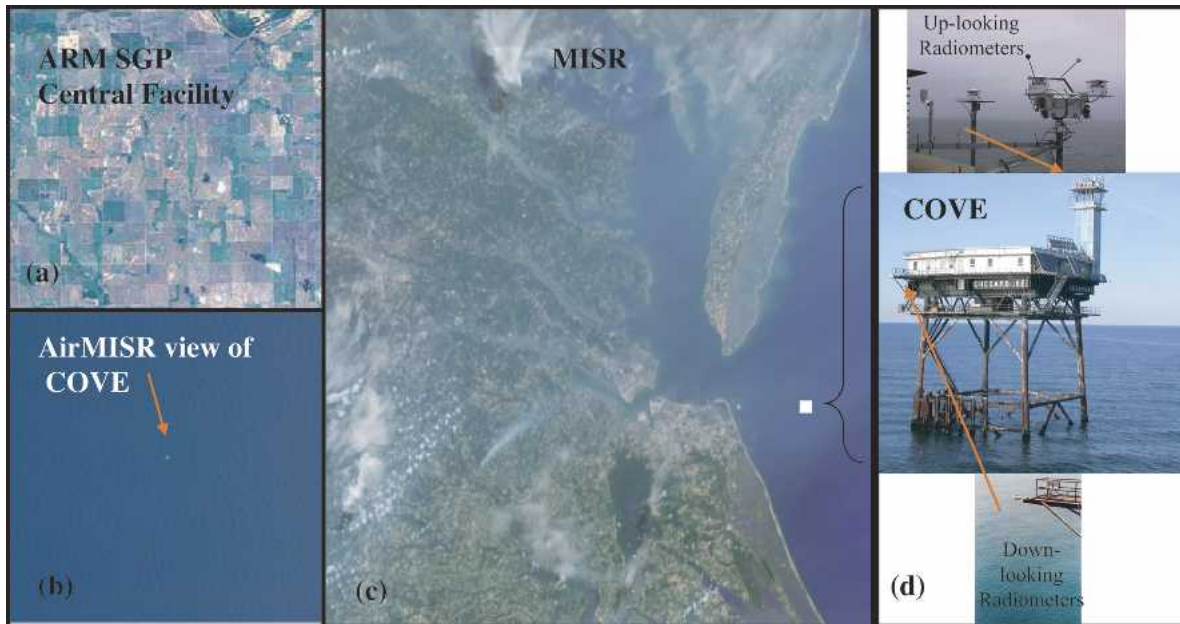 ARM SGP
Central Facility
(a)
AirMISR view of
COVE
(b)
MISR
(c)
Up-looking
Radiometers
COVE
Down-
looking
Radiometers
(d)